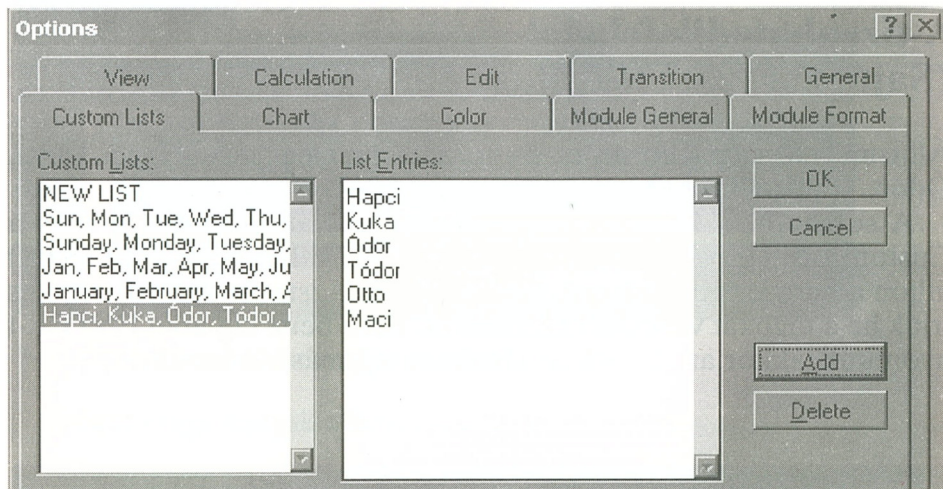 Options
View Calculation Edit Transition General
Custom Lists Chart Color Module General Module Format
Custom Lists:
NEW LIST
Sun, Mon, Tue, Wed, Thu,
Sunday, Monday, Tuesday,
Jan, Feb, Mar, Apr, May, Ju
January, February, March, A
Hapci, Kuka, Ódor, Tódor,
List Entries:
Hapci
Kuka
Ódor
Tódor
Otto
Maci
OK
Cancel
Add
Delete